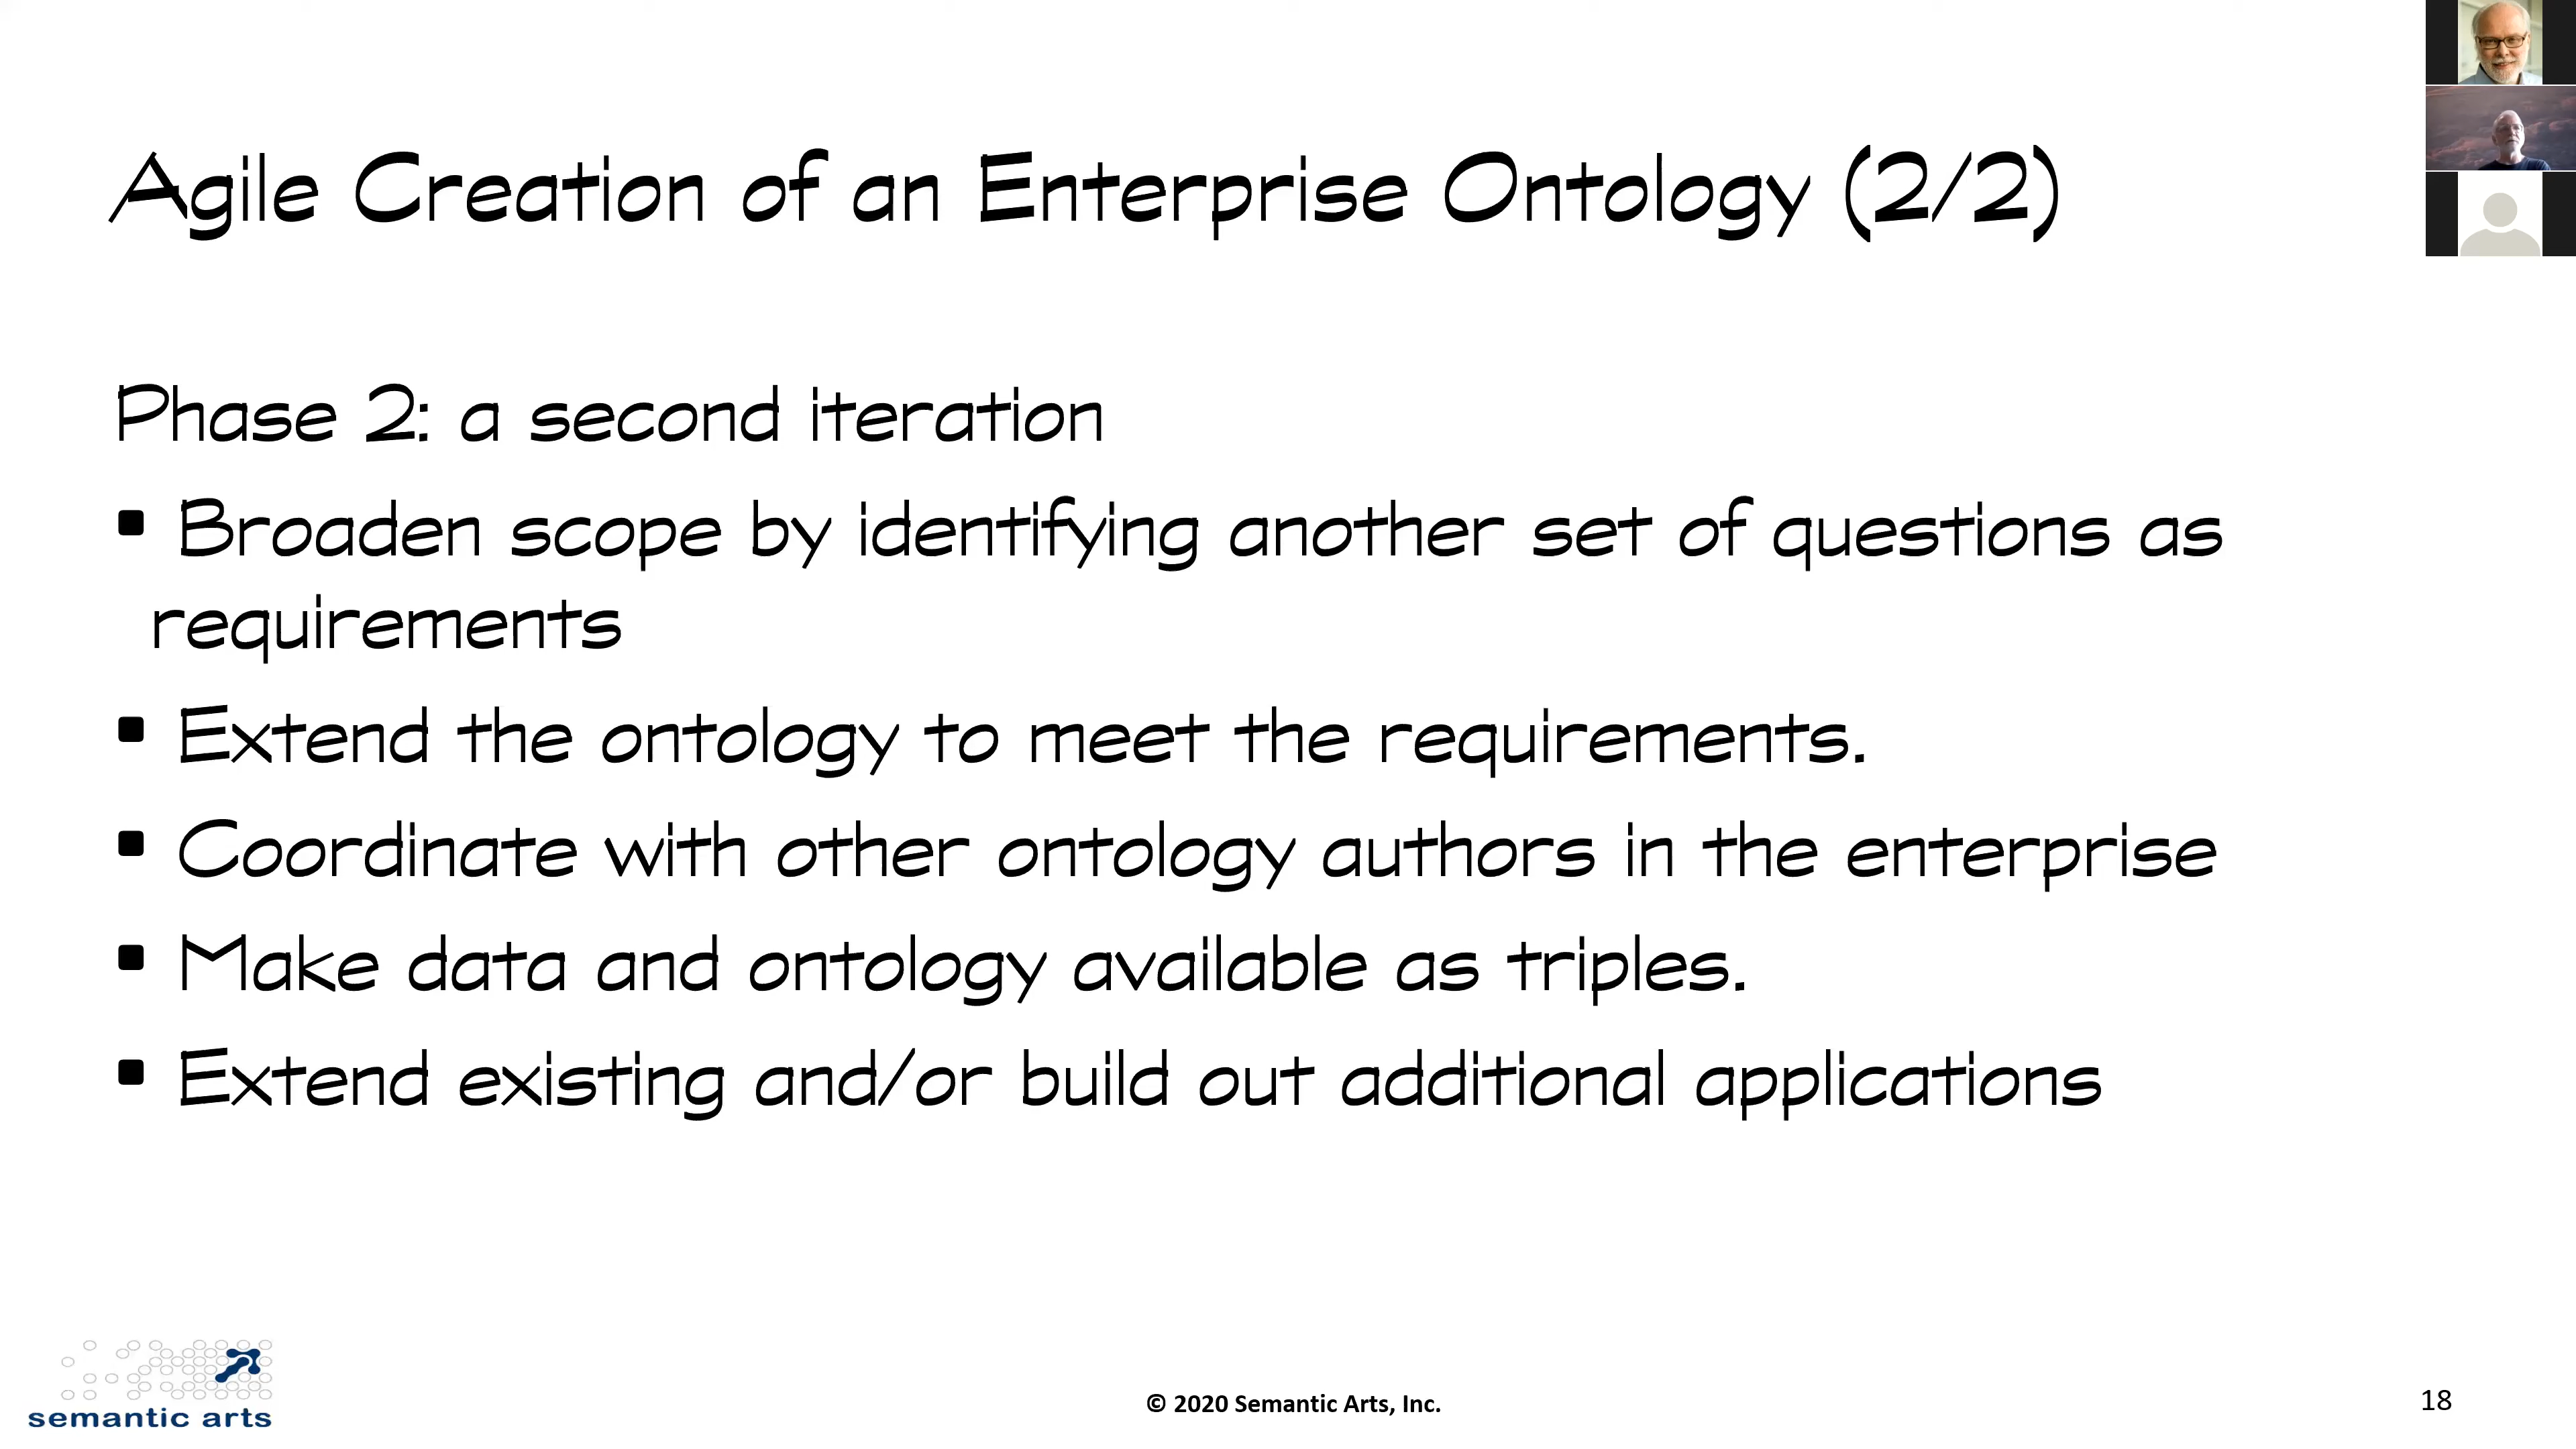 Agile Creation of an Enterprise Ontology (2/2)
Phase 2: a second iteration
▪ Broaden scope by identifying another set of questions as
requirements
▪ Extend the ontology to meet the requirements.
▪ Coordinate with other ontology authors in the enterprise
▪ Make data and ontology available as triples.
▪ Extend existing and/or build out additional applications
semantic arts
© 2020 Semantic Arts, Inc.
18